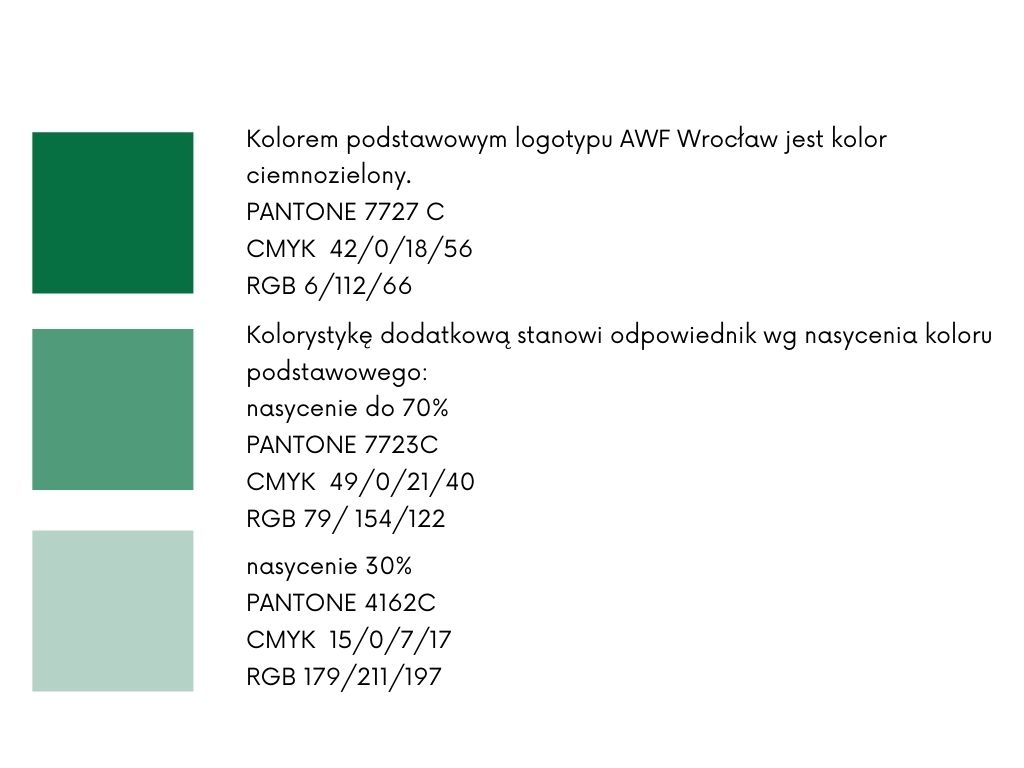 Kolorem podstawowym logotypu AWF Wrocław jest kolor
ciemnozielony.
PANTONE 7727 C
CMYK  42/0/18/56
RGB 6/112/66
Kolorystykę dodatkową stanowi odpowiednik wg nasycenia koloru
podstawowego:
nasycenie do 70%
PANTONE 7723C
CMYK  49/0/21/40
RGB 79/ 154/122
nasycenie 30%
PANTONE 4162C
CMYK  15/0/7/17
RGB 179/211/197